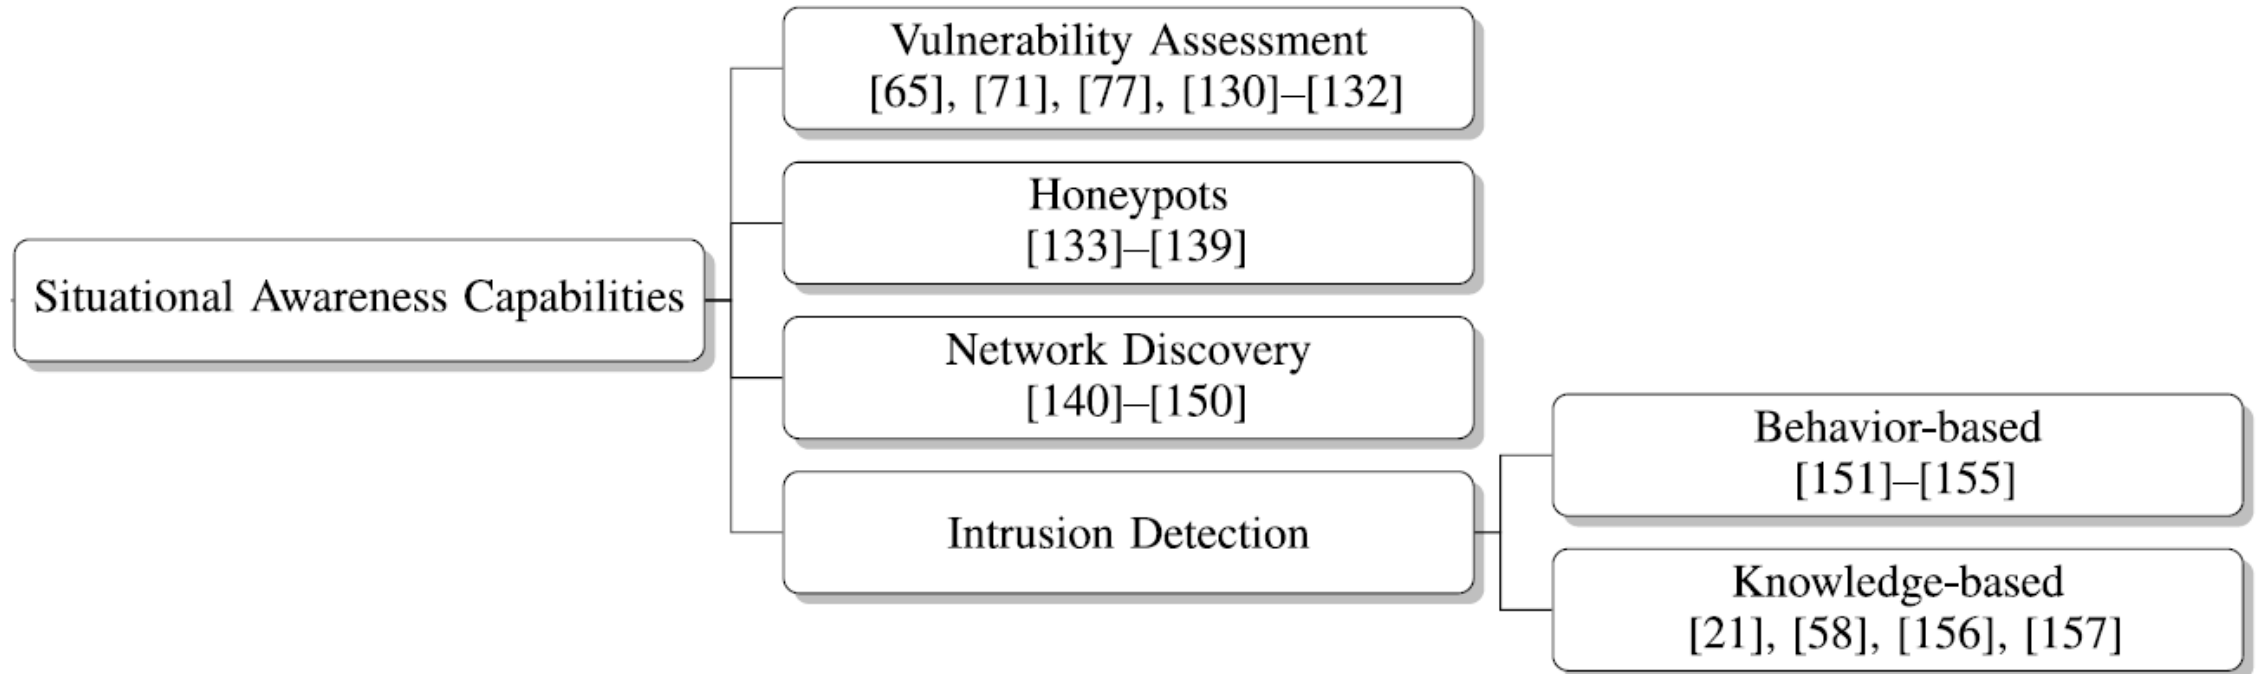 Vulnerability Assessment
[65], [71], [77], [130]–[132]
Honeypots
[133]–[139]
Situational Awareness Capabilities
Network Discovery
[140]–[150]
Behavior-based
[151]–[155]
Intrusion Detection
Knowledge-based
[21], [58], [156], [157]